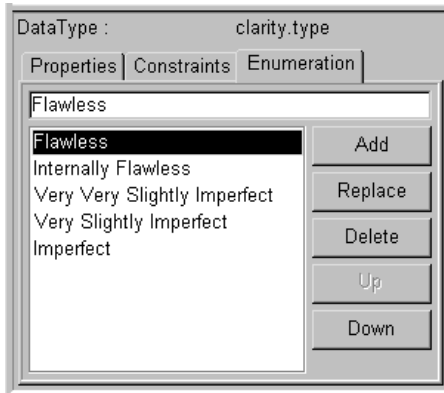 DataType : clarity.type
Properties Constraints Enumeration
Flawless
Flawless
Internally Flawless
Very Very Slightly Imperfect
Very Slightly Imperfect
Imperfect
Add
Replace
Delete
Up
Down